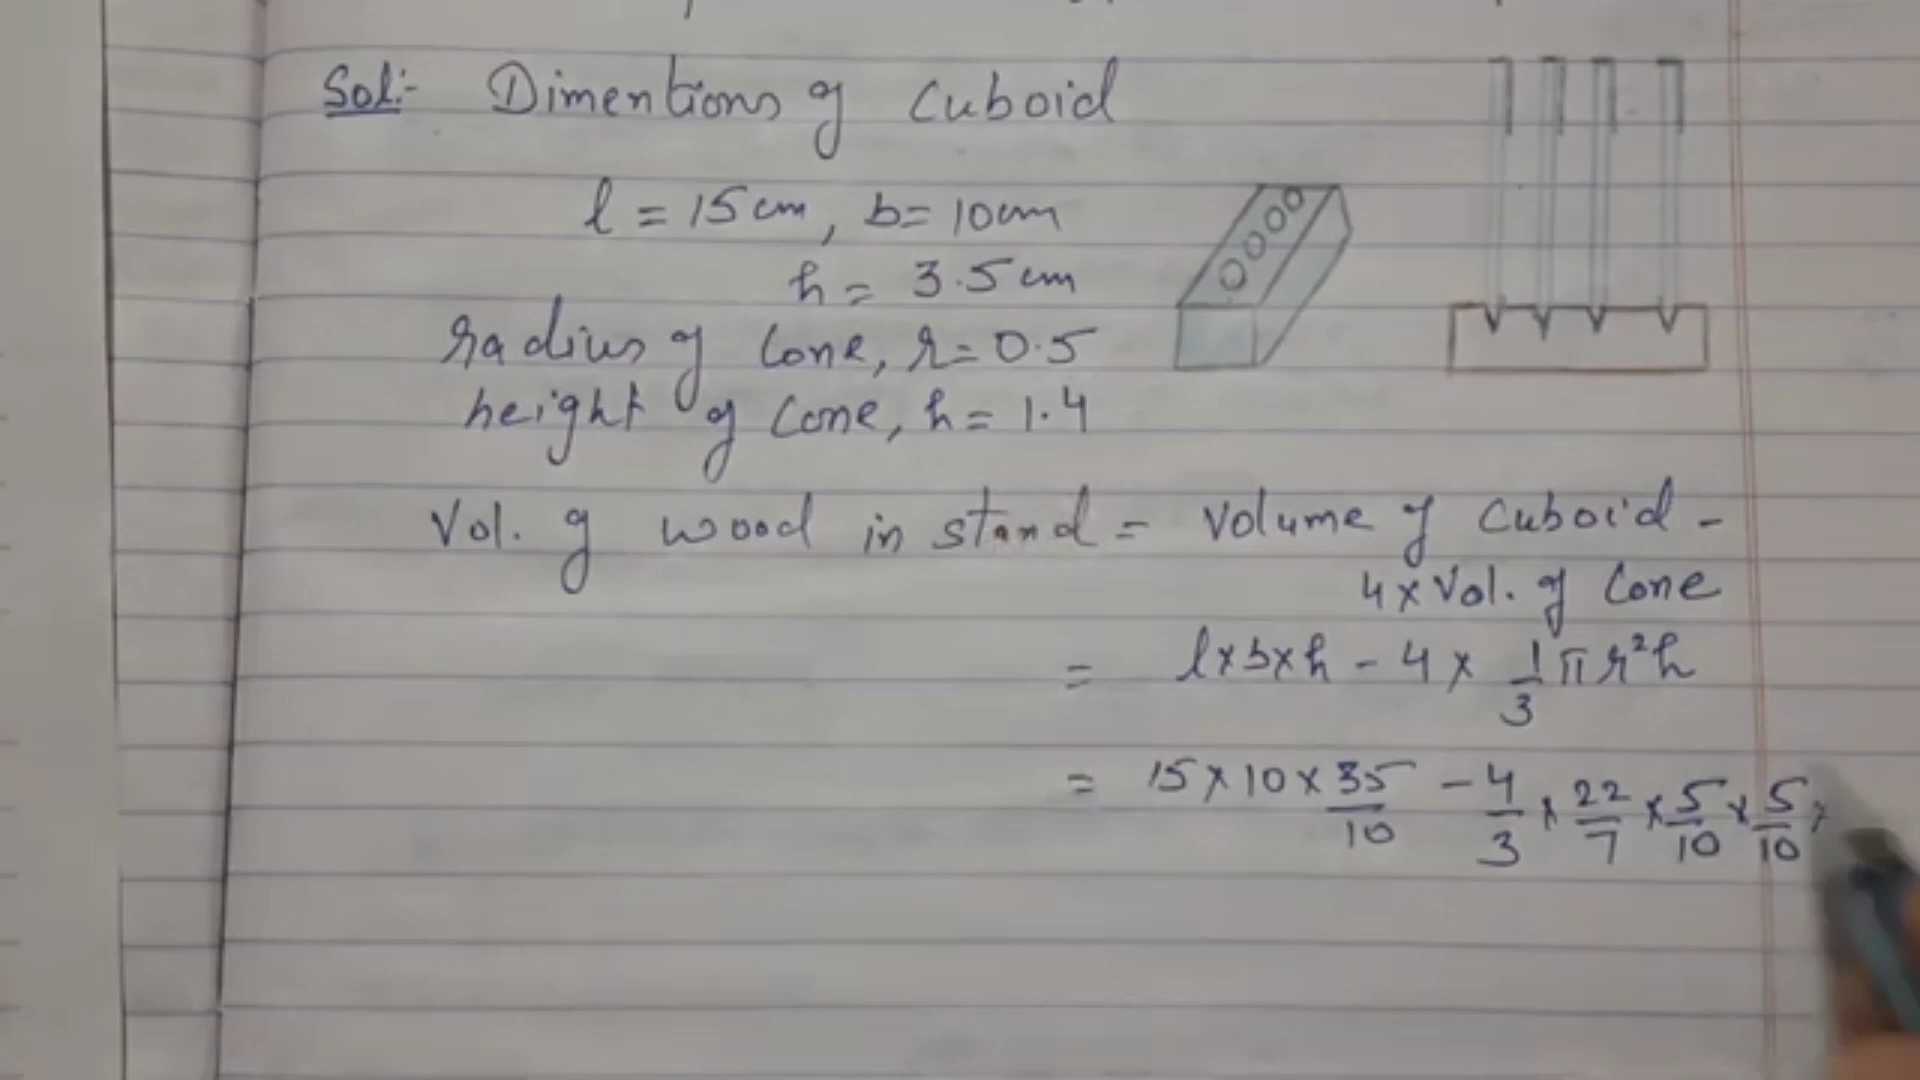 Sol:- Dimentions of Cuboid
l = 15 cm, b = 10 cm
h = 3.5 cm
radius of Cone, r = 0.5
height of Cone, h = 1.4
Vol. of wood in stand = Volume of Cuboid -
4 x Vol. of Cone
= l x b x h - 4 x 1/3 π r² h
= 15 x 10 x 35/10 - 4/3 x 22/7 x 5/10 x 5/10 x